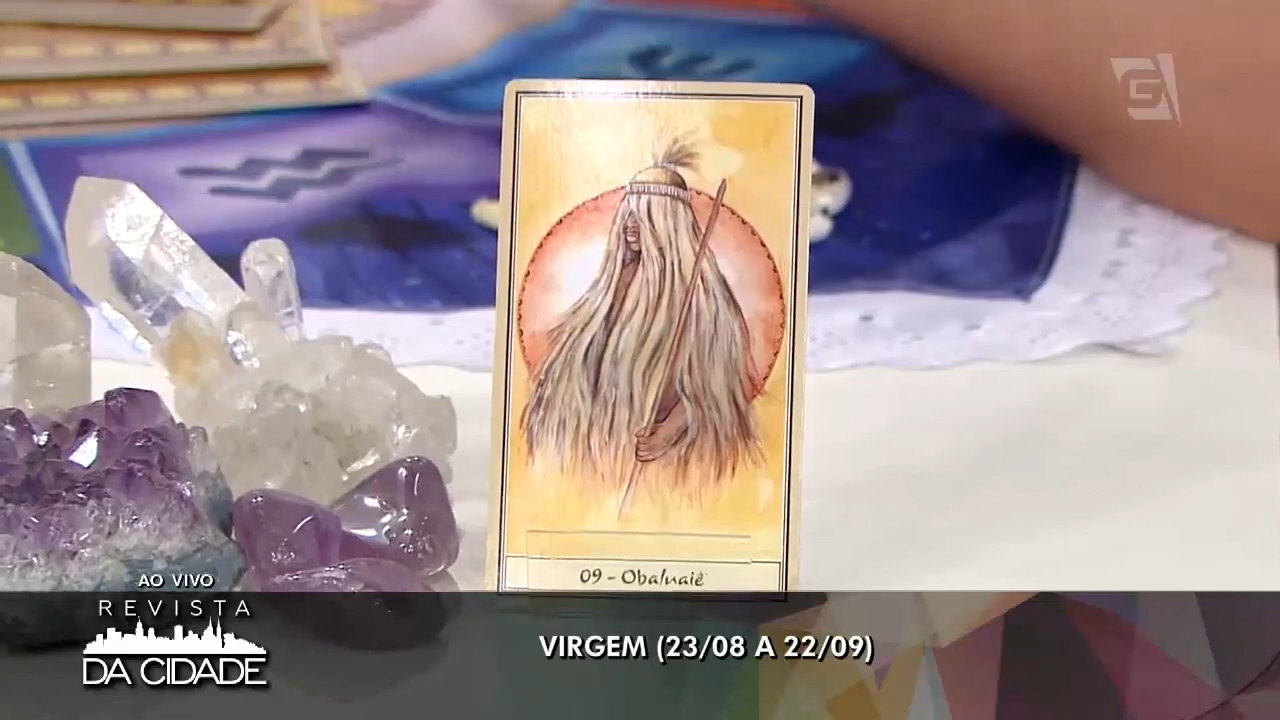 G
09 - Obaluaiê
AO VIVO
REVISTA
DA CIDADE
VIRGEM (23/08 A 22/09)